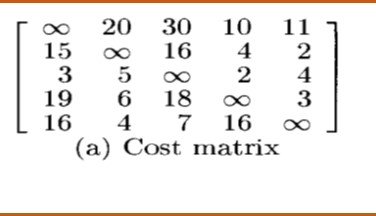 ∞ 20 30 10 11
15 ∞ 16 4 2
3 5 ∞ 2 4
19 6 18 ∞ 3
16 4 7 16 ∞
(a) Cost matrix